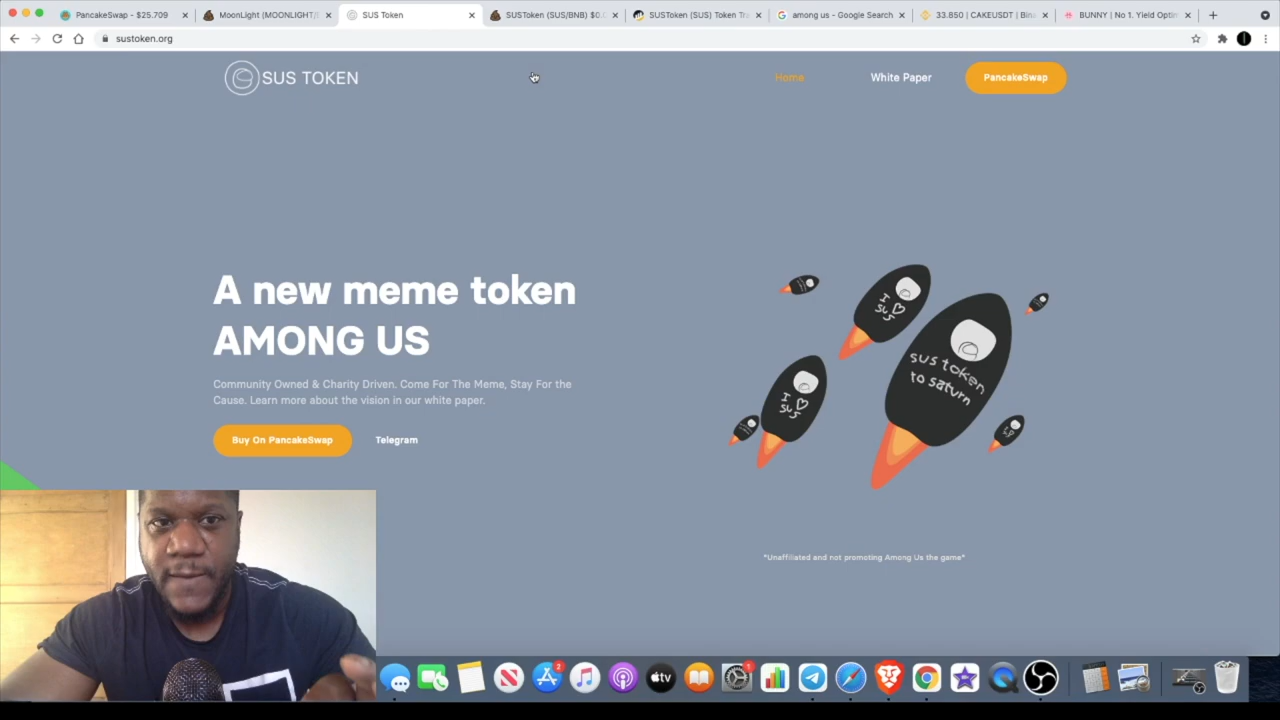 PancakeSwap - $25.709
MoonLight (MOONLIGHT/
SUS Token
SUSToken (SUS/BNB) $0.
SUSToken (SUS) Token Tra
among us - Google Search
33.850 | CAKEUSDT | Bina
BUNNY | No 1. Yield Optim
sustoken.org
SUS TOKEN
Home
White Paper
PancakeSwap
A new meme token
AMONG US
Community Owned & Charity Driven. Come For The Meme, Stay For the
Cause. Learn more about the vision in our white paper.
Buy On PancakeSwap
Telegram
I ♡
sus
sus token
to saturn
I ♡
sus
*Unaffiliated and not promoting Among Us the game*
2
tv
1